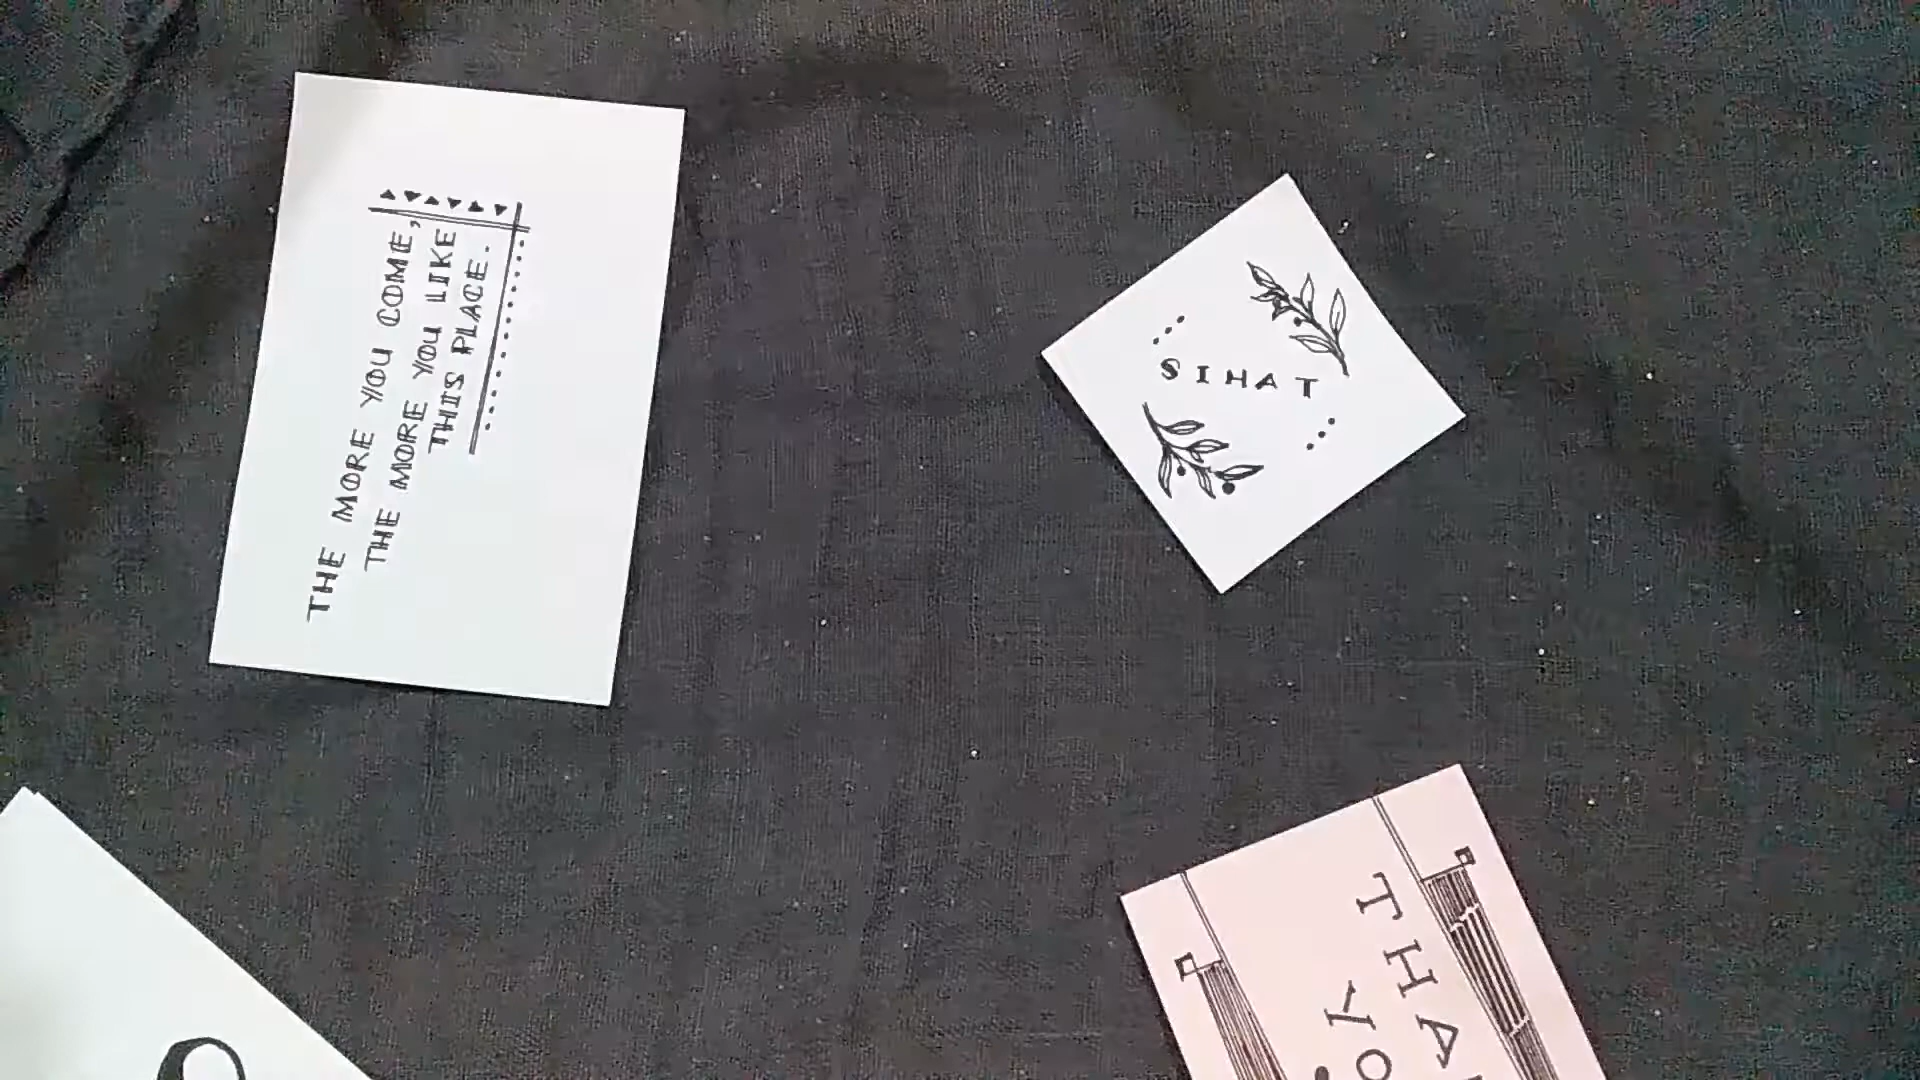 THE MORE YOU COME,
THE MORE YOU LIKE
THIS PLACE.
SIHAT